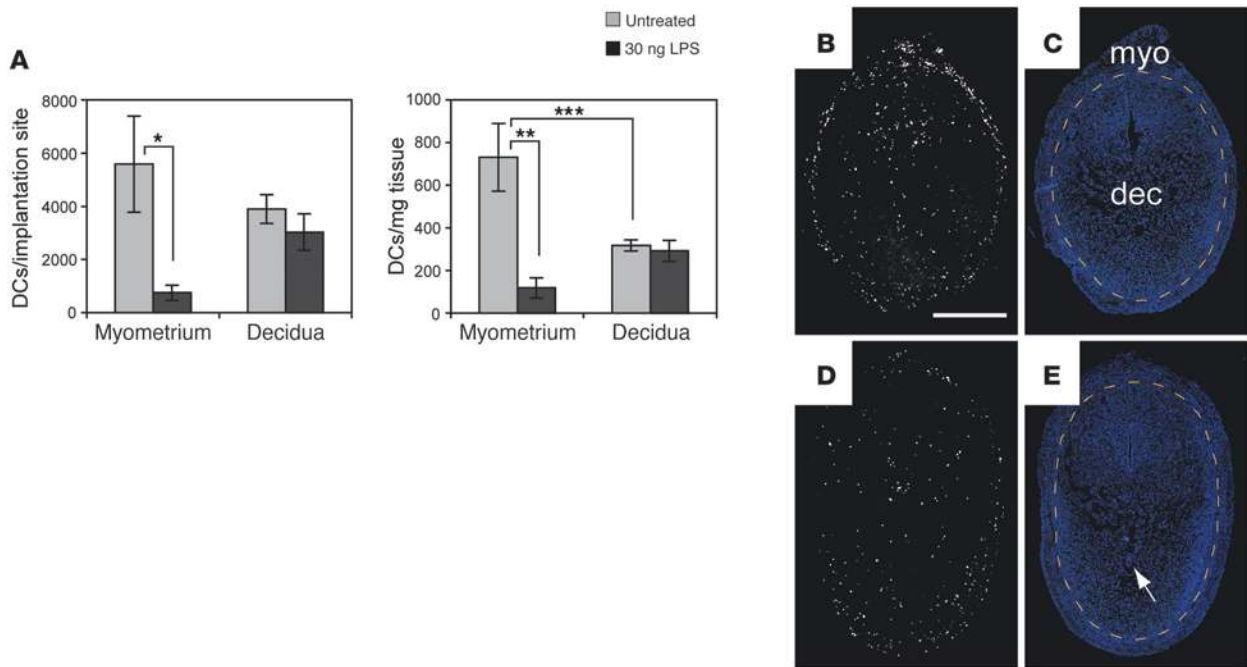 Untreated
30 ng LPS
A
DCs/implantation site
8000
6000
4000
2000
0
*
Myometrium
Decidua
DCs/mg tissue
1000
800
600
400
200
0
***
**
Myometrium
Decidua
B
C
myo
dec
D
E